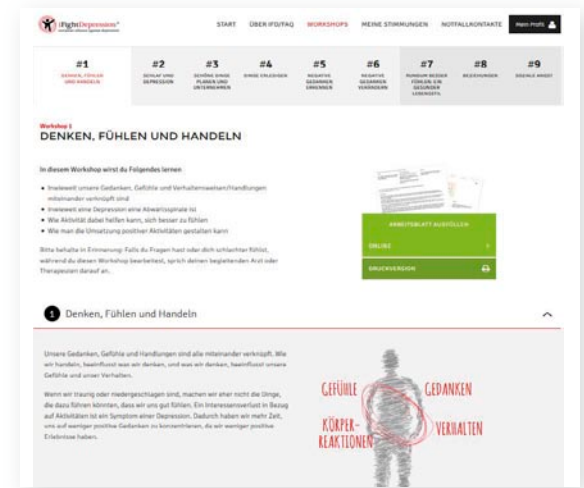 iFightDepression®
START
ÜBER IFD/FAQ
WORKSHOPS
MEINE STIMMUNGEN
NOTFALLKONTAKTE
Mein Profil
#1
DENKEN, FÜHLEN
UND HANDELN
#2
SCHLAF UND
DEPRESSION
#3
SCHÖNE DINGE
PLANEN UND
UNTERNEHMEN
#4
DINGE ERLEDIGEN
#5
NEGATIVE
GEDANKEN
ERKENNEN
#6
NEGATIVE
GEDANKEN
VERÄNDERN
#7
RUNDUM BESSER
FÜHLEN: EIN
GESUNDER
LEBENSSTIL
#8
BEZIEHUNGEN
#9
SOZIALE ANGST
Workshop 1
DENKEN, FÜHLEN UND HANDELN
In diesem Workshop wirst du Folgendes lernen
Inwieweit unsere Gedanken, Gefühle und Verhaltensweisen/Handlungen
miteinander verknüpft sind
Inwieweit eine Depression eine Abwärtsspirale ist
Wie Aktivität dabei helfen kann, sich besser zu fühlen
Wie man die Umsetzung positiver Aktivitäten gestalten kann
Bitte behalte in Erinnerung: Falls du Fragen hast oder dich schlechter fühlst,
während du diesen Workshop bearbeitest, sprich deinen begleitenden Arzt oder
Therapeuten darauf an.
ARBEITSBLATT AUSFÜLLEN
ONLINE
DRUCKVERSION
1 Denken, Fühlen und Handeln
Unsere Gedanken, Gefühle und Handlungen sind alle miteinander verknüpft. Wie
wir handeln, beeinflusst was wir denken, und was wir denken, beeinflusst unsere
Gefühle und unser Verhalten.
Wenn wir traurig oder niedergeschlagen sind, machen wir eher nicht die Dinge,
die dazu führen könnten, dass wir uns gut fühlen. Ein Interessensverlust in Bezug
auf Aktivitäten ist ein Symptom einer Depression. Dadurch haben wir mehr Zeit,
uns auf weniger positive Gedanken zu konzentrieren, da wir weniger positive
Erlebnisse haben.
GEFÜHLE
GEDANKEN
KÖRPER-
REAKTIONEN
VERHALTEN